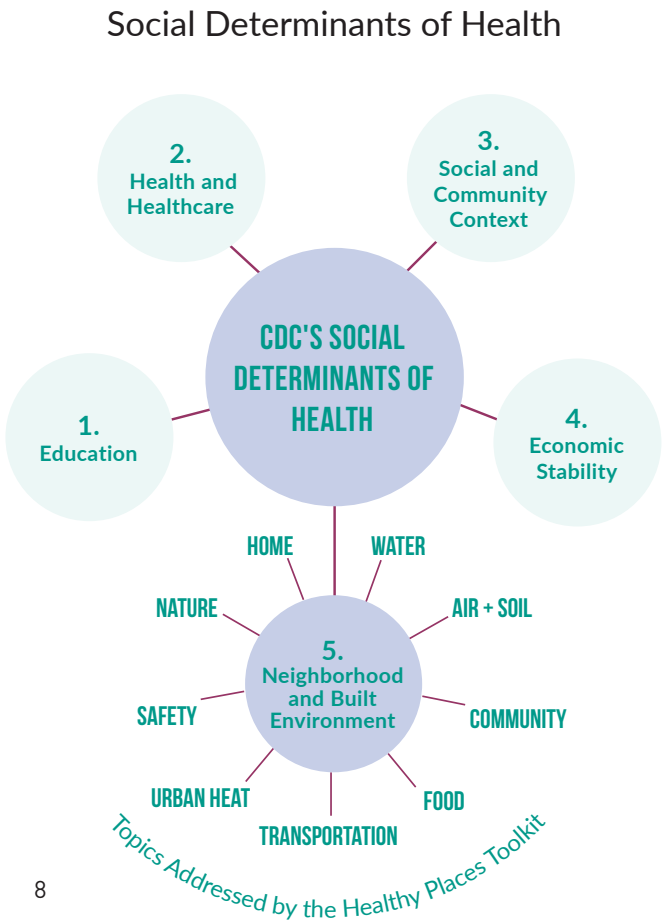 Social Determinants of Health
2.
Health and
Healthcare
3.
Social and
Community
Context
CDC'S SOCIAL
DETERMINANTS OF
HEALTH
1.
Education
4.
Economic
Stability
HOME
WATER
NATURE
AIR + SOIL
5.
Neighborhood
and Built
Environment
SAFETY
COMMUNITY
URBAN HEAT
FOOD
TRANSPORTATION
Topics Addressed by the Healthy Places Toolkit
8